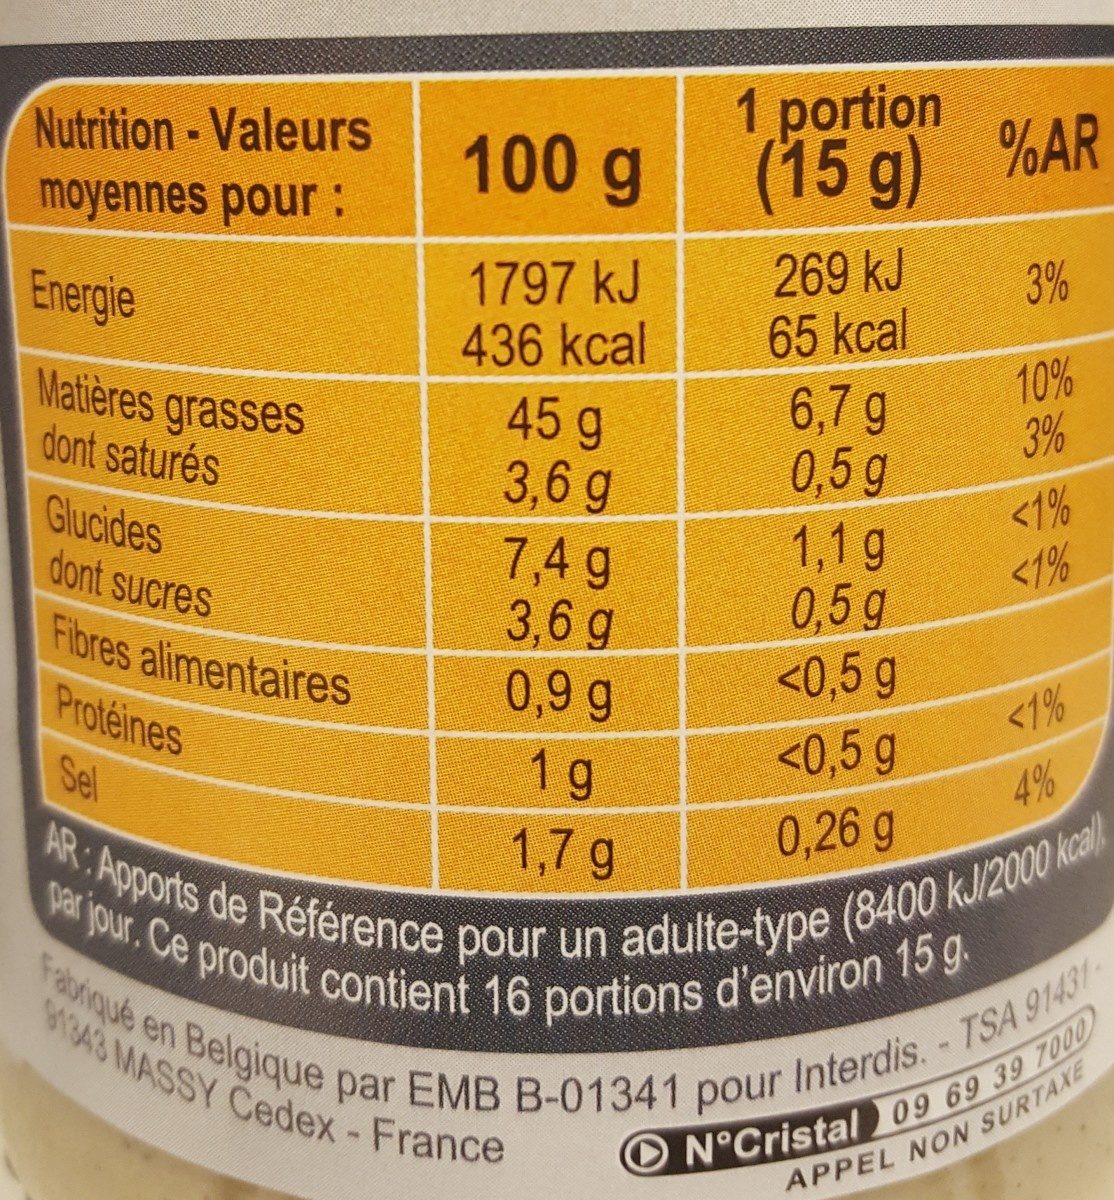 Nutrition - Valeurs moyennes pour : 100 g 1 portion (15 g) %AR
Energie 1797 kJ 269 kJ 3%
436 kcal 65 kcal
Matières grasses 45 g 6,7 g 10%
dont saturés 3,6 g 0,5 g 3%
Glucides 7,4 g 1,1 g <1%
dont sucres 3,6 g 0,5 g <1%
Fibres alimentaires 0,9 g <0,5 g
Protéines 1 g <0,5 g <1%
Sel 1,7 g 0,26 g 4%
AR : Apports de Référence pour un adulte-type (8400 kJ/2000 kcal)
par jour. Ce produit contient 16 portions d'environ 15 g.
Fabriqué en Belgique par EMB B-01341 pour Interdis. - TSA 91431 -
91343 MASSY Cedex - France
N°Cristal 09 69 39 7000
APPEL NON SURTAXE